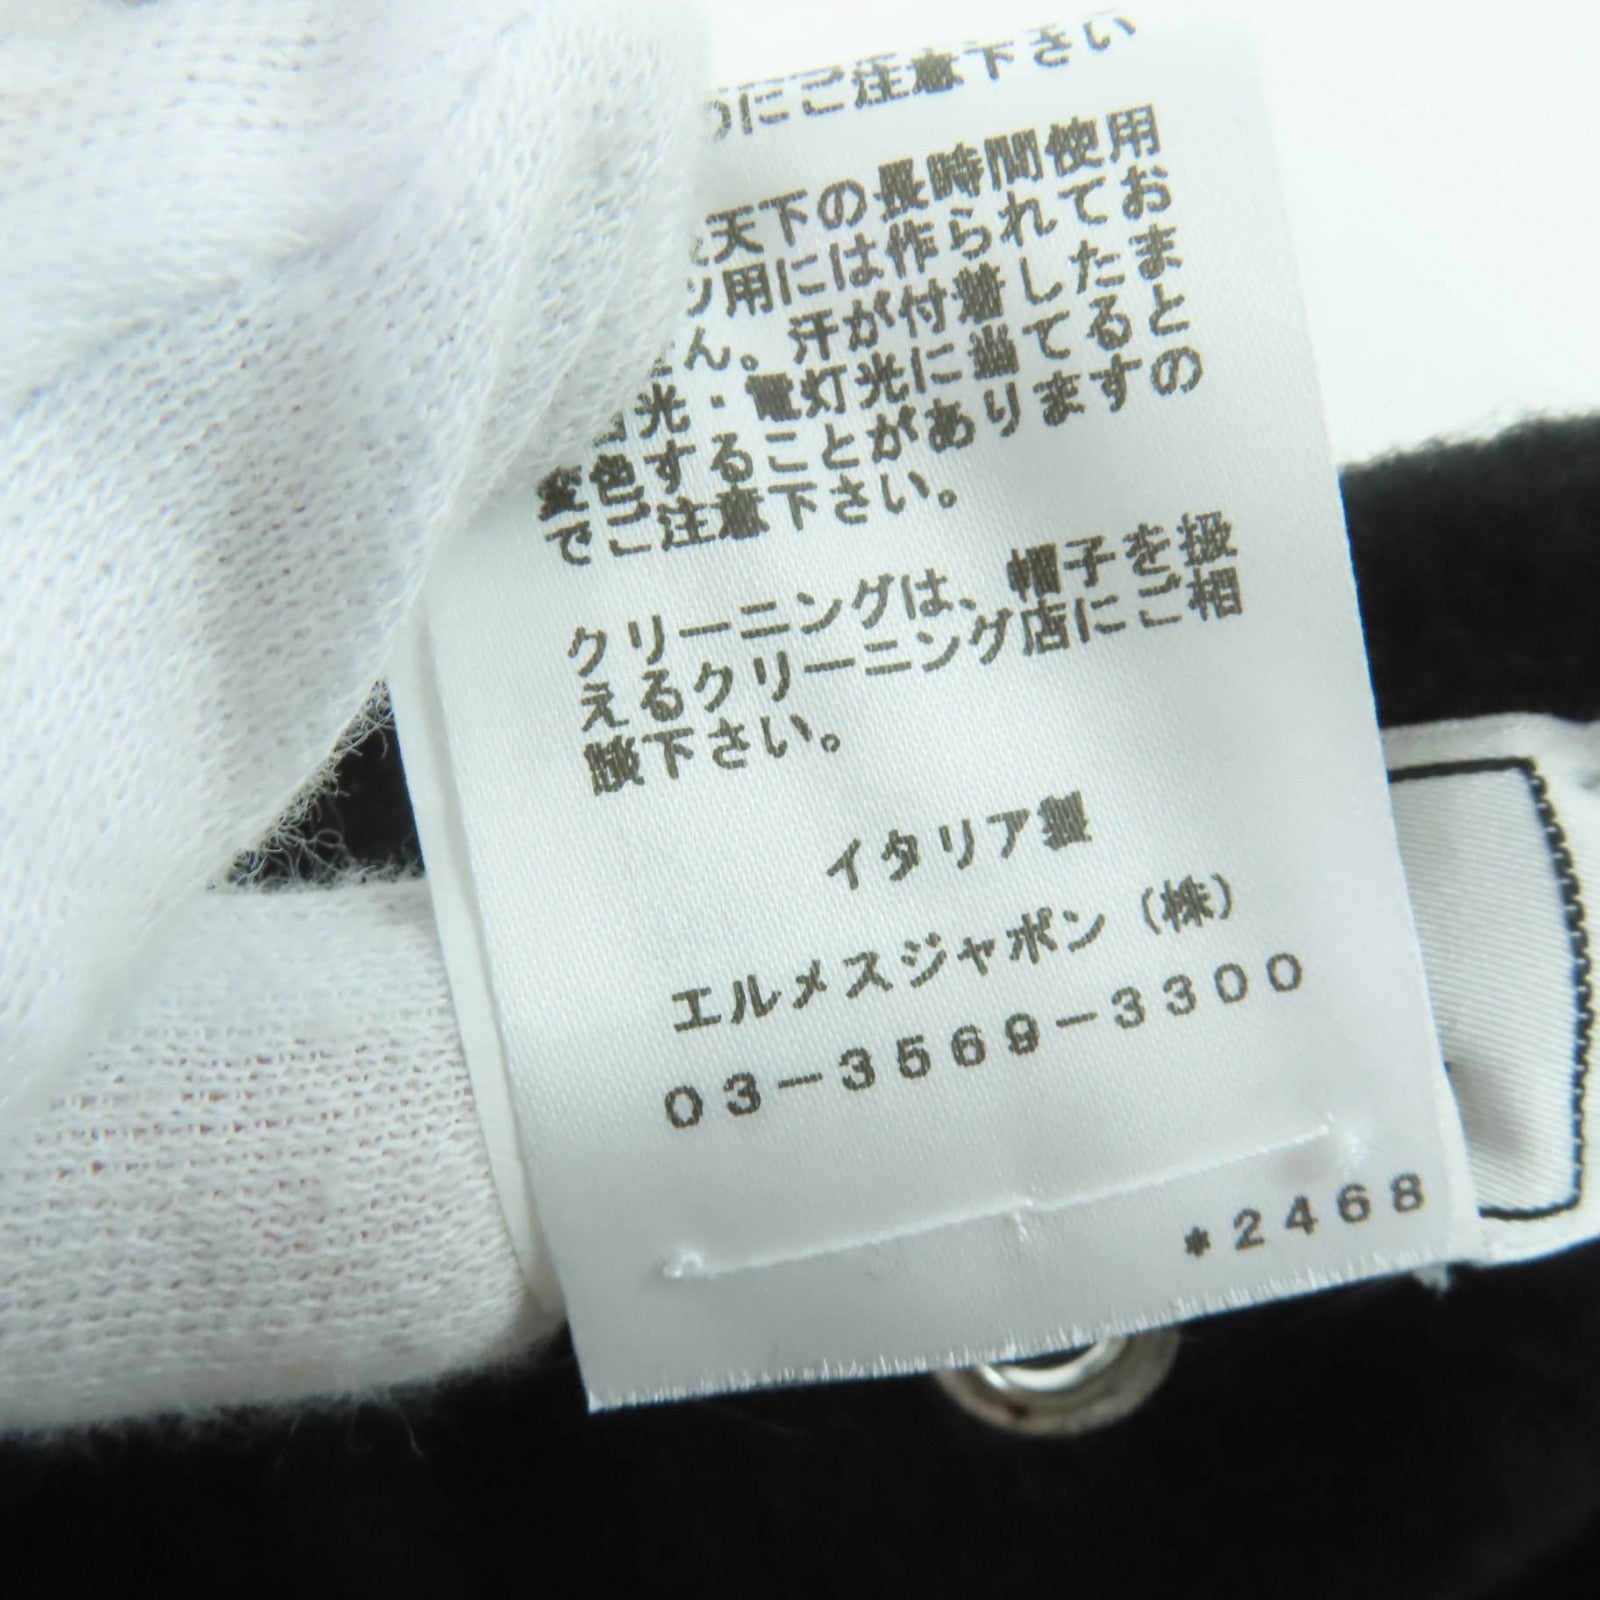 にご注意下さい
天下の長時間使用
用には作られてお
ん。汗が付着したま
光・電灯光に当てると
変色することがありますの
でご注意下さい。
クリーニングは、帽子を扱
えるクリーニング店にご相
談下さい。
イタリア製
エルメスジャポン（株）
03-3569-3300
*2468